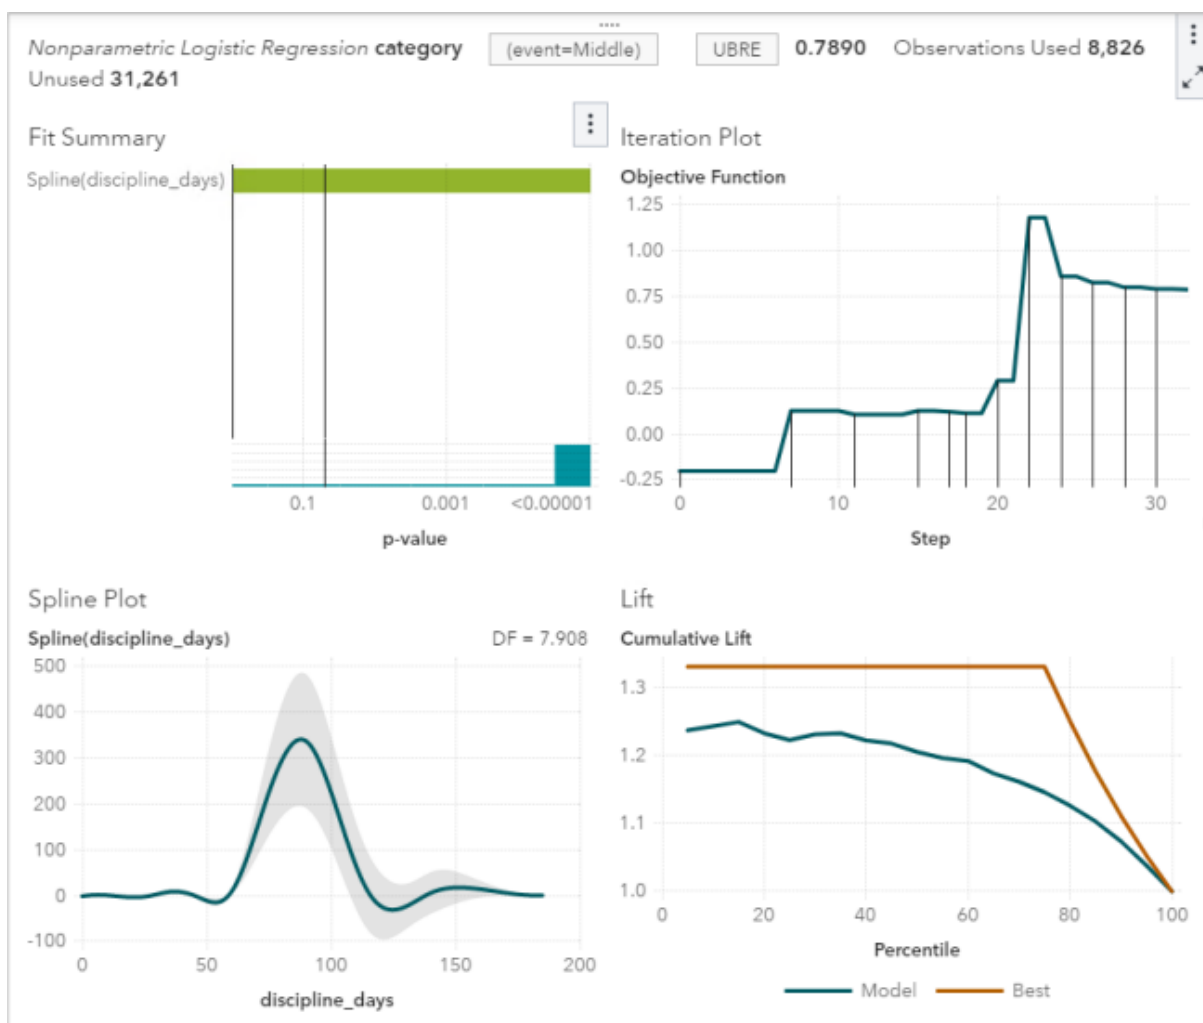 Nonparametric Logistic Regression category (event=Middle) UBRE 0.7890 Observations Used 8,826
Unused 31,261
Fit Summary
Spline(discipline_days)
0.1 0.001 <0.00001
p-value
Iteration Plot
Objective Function
1.25
1.00
0.75
0.50
0.25
0.00
-0.25
0 10 20 30
Step
Spline Plot
Spline(discipline_days) DF = 7.908
500
400
300
200
100
0
-100
0 50 100 150 200
discipline_days
Lift
Cumulative Lift
1.3
1.2
1.1
1.0
0 20 40 60 80 100
Percentile
Model Best